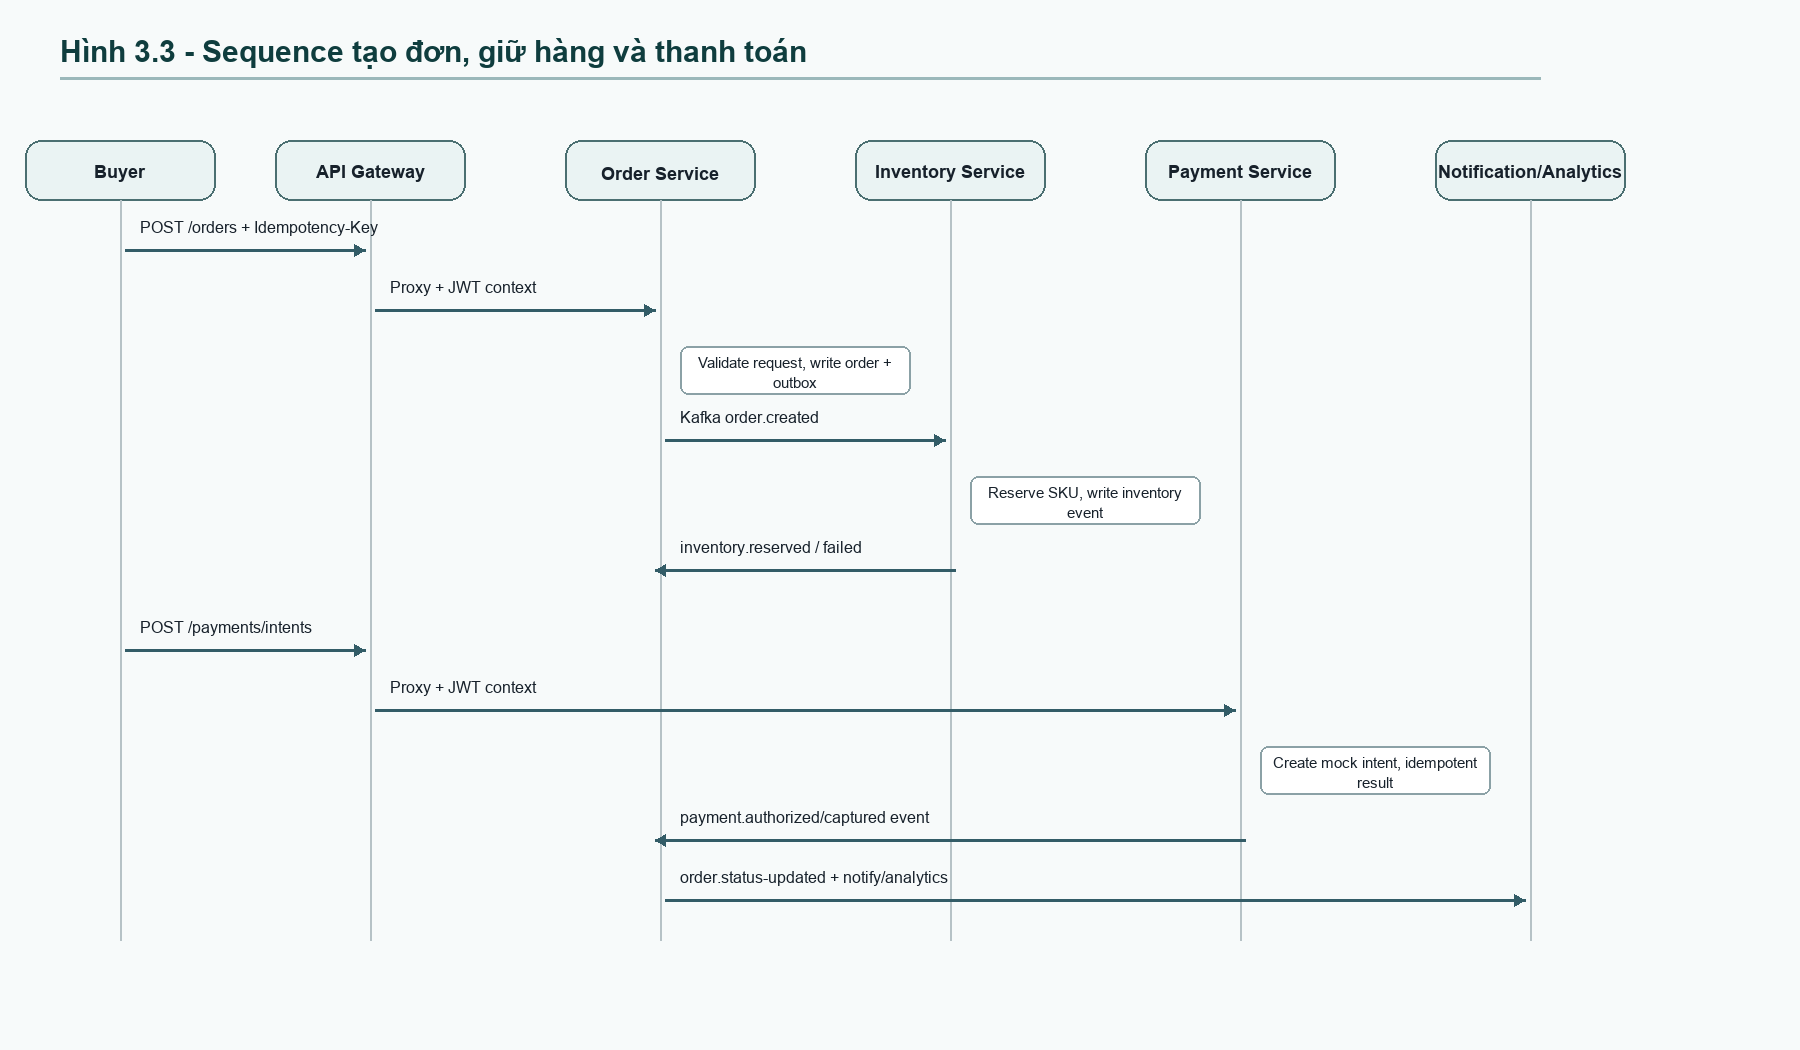 Hình 3.3 - Sequence tạo đơn, giữ hàng và thanh toán
Buyer
API Gateway
Order Service
Inventory Service
Payment Service
Notification/Analytics
POST /orders + Idempotency-Key
Proxy + JWT context
Validate request, write order +
outbox
Kafka order.created
Reserve SKU, write inventory
event
inventory.reserved / failed
POST /payments/intents
Proxy + JWT context
Create mock intent, idempotent
result
payment.authorized/captured event
order.status-updated + notify/analytics